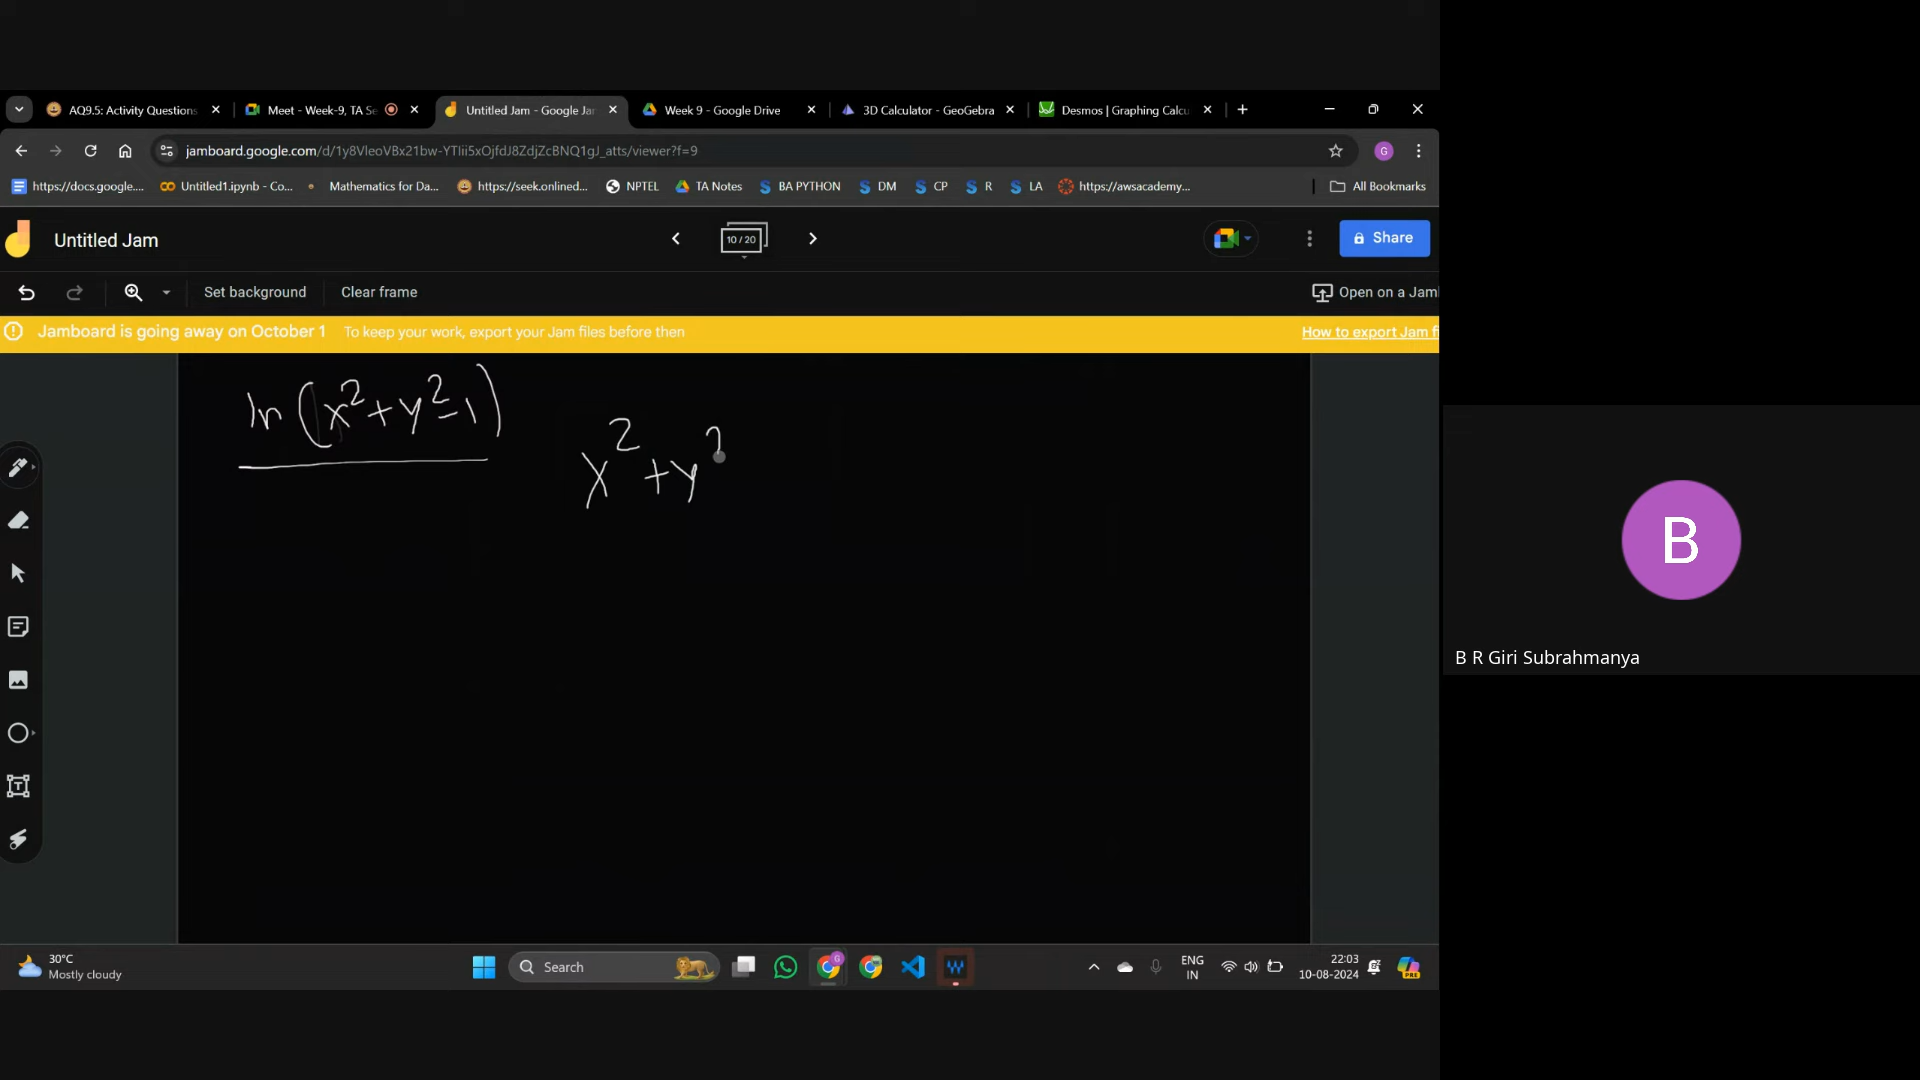 AQ9.5: Activity Questions
Meet - Week-9, TA Se
Untitled Jam - Google Ja
Week 9 - Google Drive
3D Calculator - GeoGebra
Desmos | Graphing Calcu
jamboard.google.com/d/1y8VleoVBx21bw-YTIii5xOjfdJ8ZdjZcBNQ1gJ_atts/viewer?f=9
https://docs.google....
Untitled1.ipynb - Co...
Mathematics for Da...
https://seek.onlined...
NPTEL
TA Notes
BA PYTHON
DM
CP
R
LA
https://awsacademy...
All Bookmarks
Untitled Jam
10 / 20
Share
Set background
Clear frame
Open on a Jam
Jamboard is going away on October 1 To keep your work, export your Jam files before then
How to export Jam fi
ln (x²+y²-1)
x²+y²
B
B R Giri Subrahmanya
30°C
Mostly cloudy
Search
ENG
IN
22:03
10-08-2024